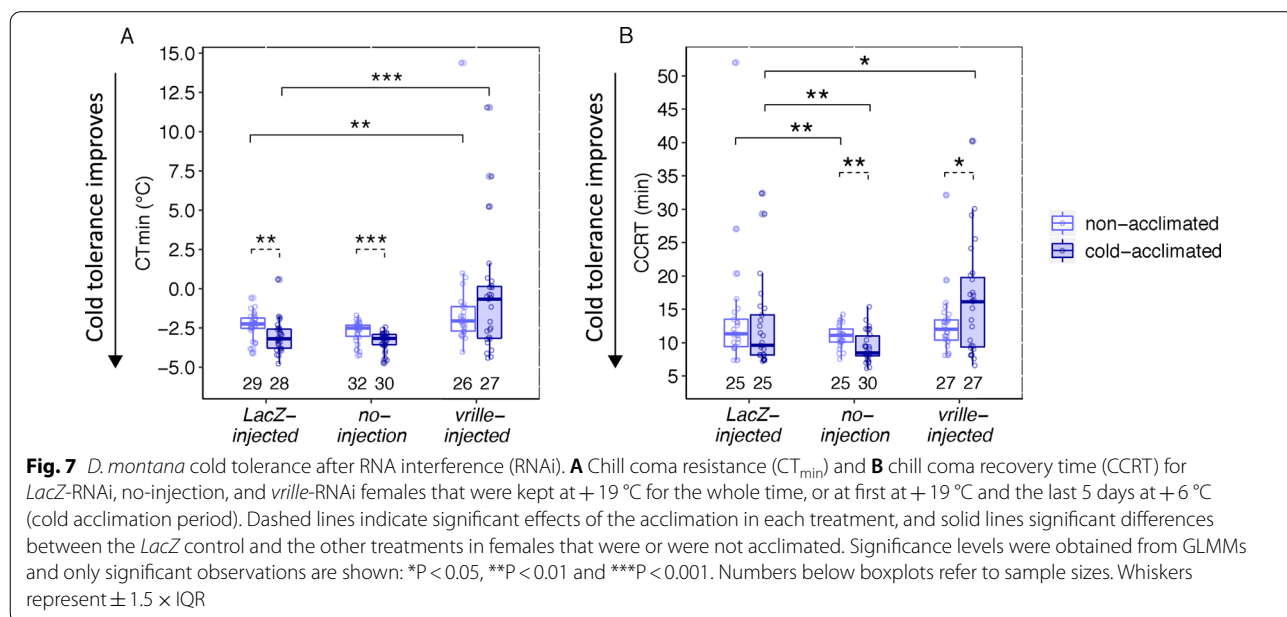 A
B
Cold tolerance improves
CTmin (°C)
15.0
12.5
10.0
7.5
5.0
2.5
0.0
−2.5
−5.0
***
**
** ***
29 28 32 30 26 27
LacZ− no− vrille−
injected injection injected
Cold tolerance improves
CCRT (min)
50
45
40
35
30
25
20
15
10
5
*
**
**
** *
25 25 25 30 27 27
LacZ− no− vrille−
injected injection injected
non−acclimated
cold−acclimated
Fig. 7 D. montana cold tolerance after RNA interference (RNAi). A Chill coma resistance (CTmin) and B chill coma recovery time (CCRT) for
LacZ-RNAi, no-injection, and vrille-RNAi females that were kept at + 19 °C for the whole time, or at first at + 19 °C and the last 5 days at + 6 °C
(cold acclimation period). Dashed lines indicate significant effects of the acclimation in each treatment, and solid lines significant differences
between the LacZ control and the other treatments in females that were or were not acclimated. Significance levels were obtained from GLMMs
and only significant observations are shown: *P < 0.05, **P < 0.01 and ***P < 0.001. Numbers below boxplots refer to sample sizes. Whiskers
represent ± 1.5 × IQR